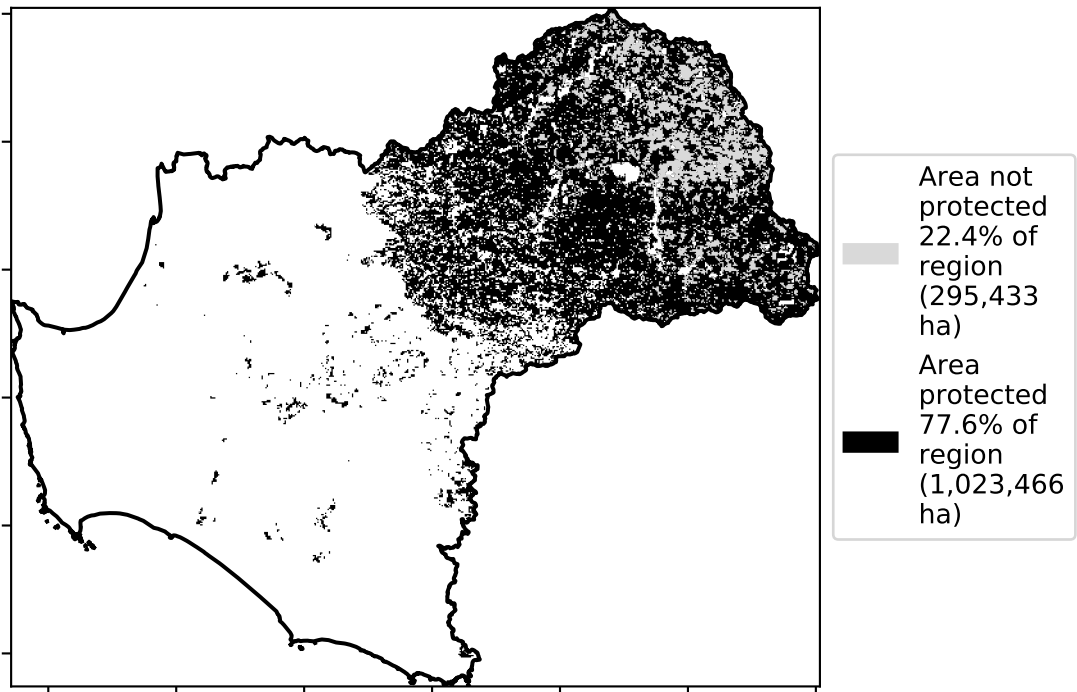 Area not
protected
22.4% of
region
(295,433
ha)
Area
protected
77.6% of
region
(1,023,466
ha)